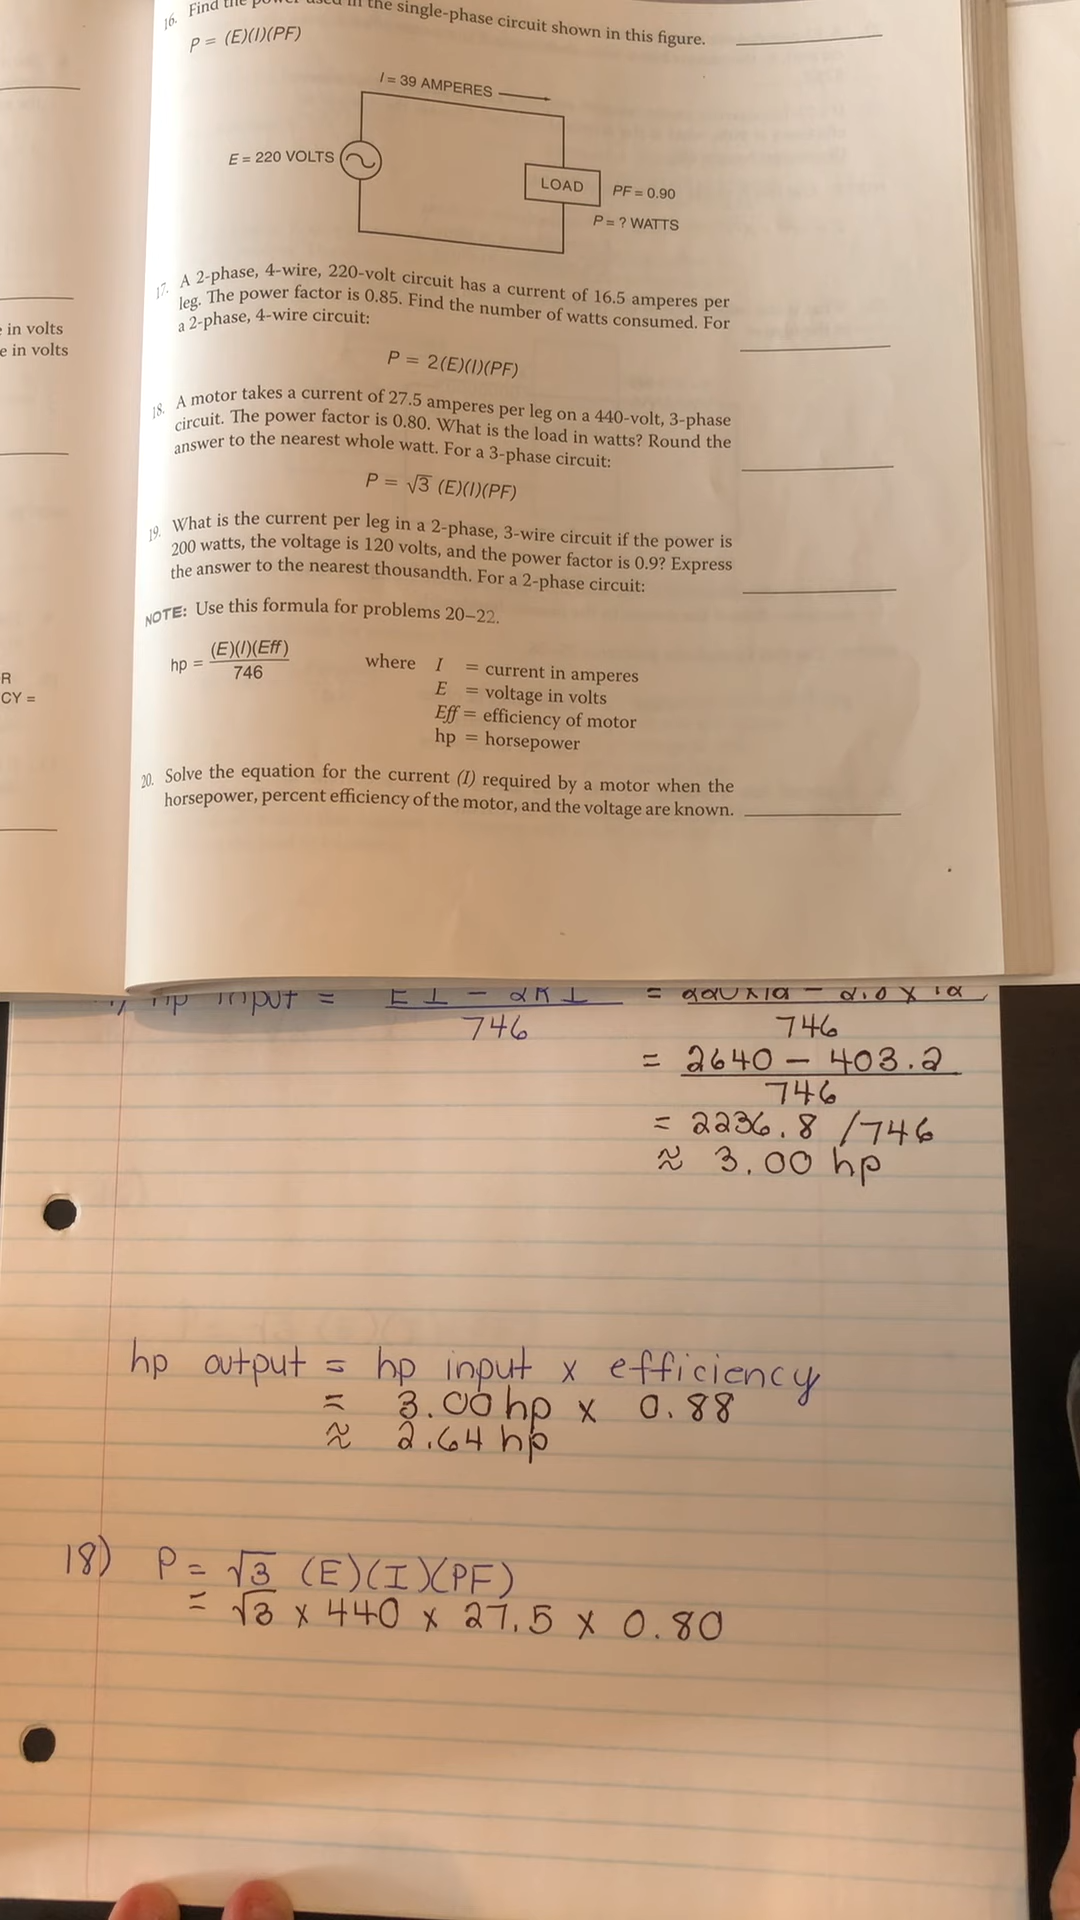 16. Find the power used in the single-phase circuit shown in this figure.
P = (E)(I)(PF)
I = 39 AMPERES
E = 220 VOLTS
LOAD
PF = 0.90
P = ? WATTS
17. A 2-phase, 4-wire, 220-volt circuit has a current of 16.5 amperes per
leg. The power factor is 0.85. Find the number of watts consumed. For
a 2-phase, 4-wire circuit:
P = 2(E)(I)(PF)
18. A motor takes a current of 27.5 amperes per leg on a 440-volt, 3-phase
circuit. The power factor is 0.80. What is the load in watts? Round the
answer to the nearest whole watt. For a 3-phase circuit:
P = √3 (E)(I)(PF)
19. What is the current per leg in a 2-phase, 3-wire circuit if the power is
200 watts, the voltage is 120 volts, and the power factor is 0.9? Express
the answer to the nearest thousandth. For a 2-phase circuit:
NOTE: Use this formula for problems 20–22.
hp = (E)(I)(Eff) / 746
where I = current in amperes
E = voltage in volts
Eff = efficiency of motor
hp = horsepower
20. Solve the equation for the current (I) required by a motor when the
horsepower, percent efficiency of the motor, and the voltage are known.
in volts
e in volts
R
CY =
hp input = EI -
746
746
= 2640 - 403.2
746
= 2236.8 /746
≈ 3.00 hp
hp output = hp input x efficiency
= 3.00 hp x 0.88
≈ 2.64 hp
18) P = √3 (E)(I)(PF)
= √3 x 440 x 27.5 x 0.80